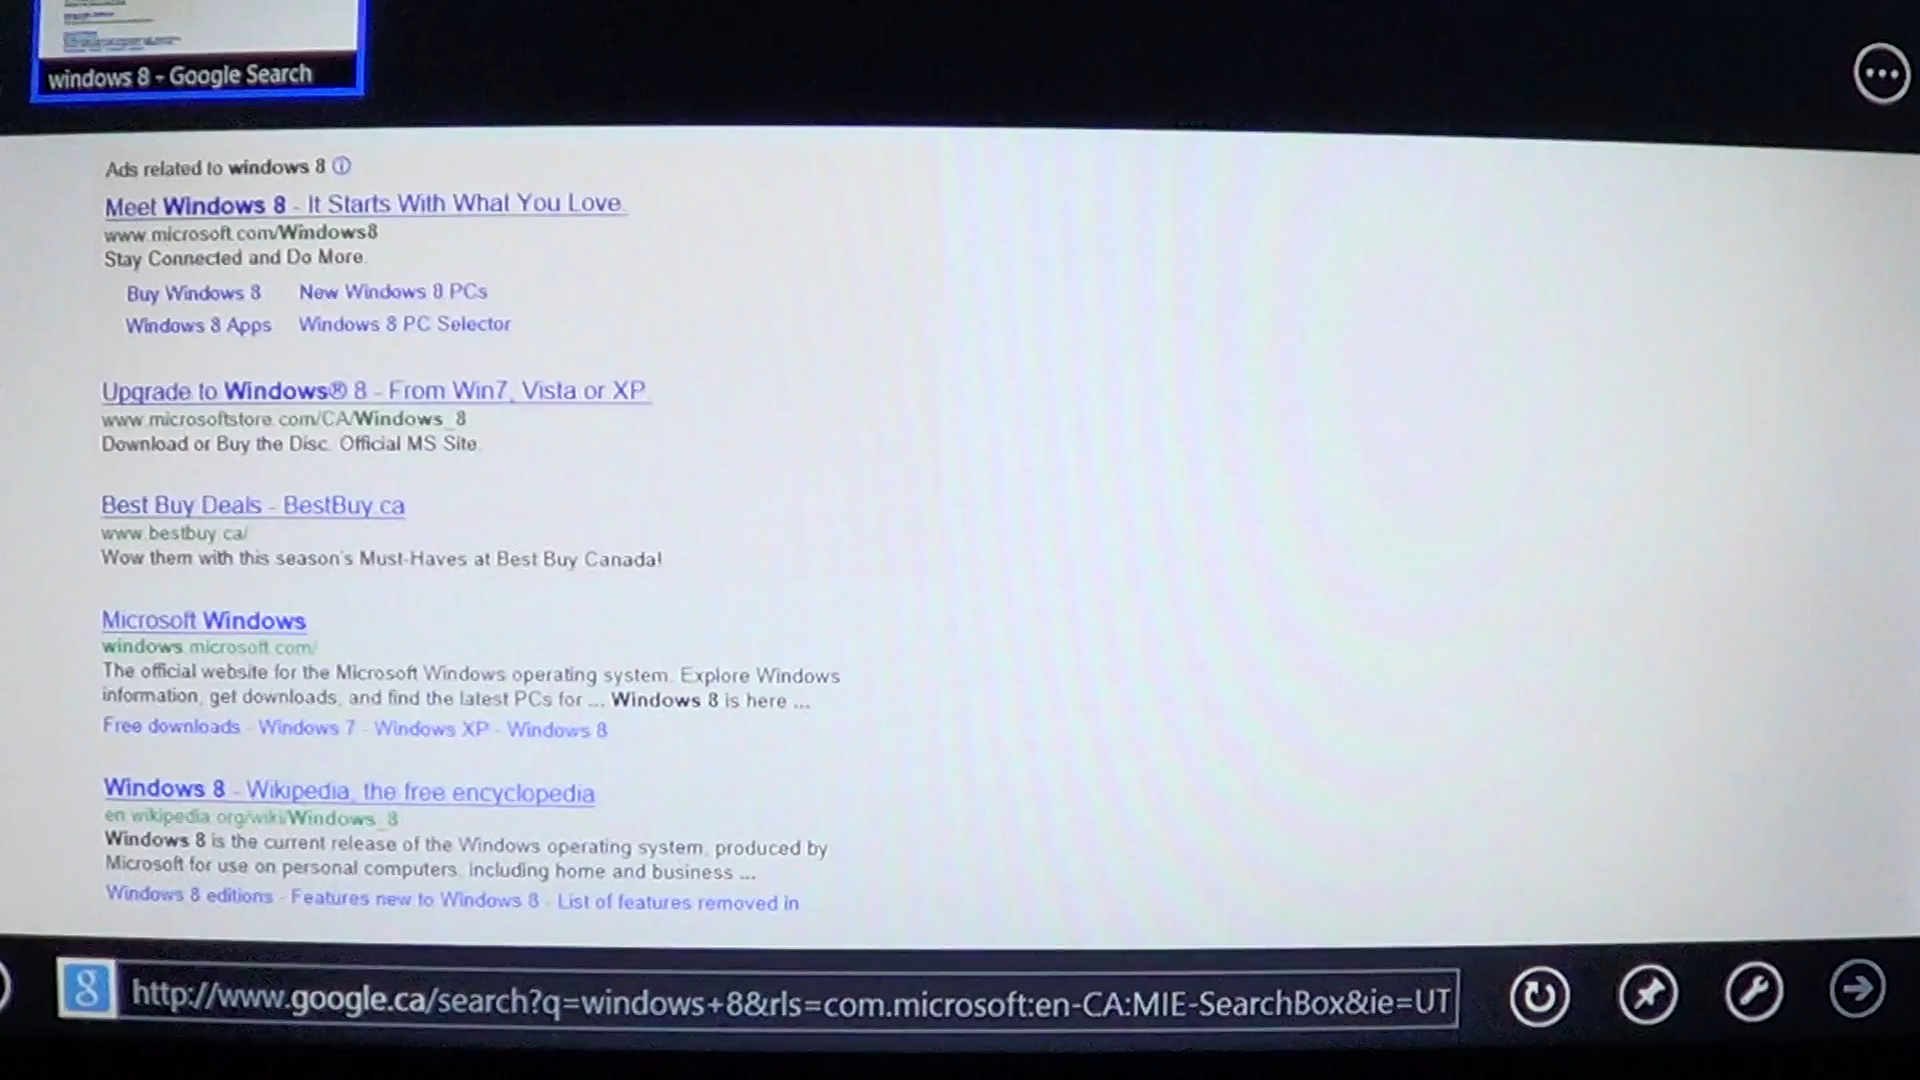 windows 8 - Google Search
Ads related to windows 8
Meet Windows 8 - It Starts With What You Love.
www.microsoft.com/Windows8
Stay Connected and Do More.
Buy Windows 8 New Windows 8 PCs
Windows 8 Apps Windows 8 PC Selector
Upgrade to Windows® 8 - From Win7, Vista or XP.
www.microsoftstore.com/CA/Windows_8
Download or Buy the Disc. Official MS Site.
Best Buy Deals - BestBuy.ca
www.bestbuy.ca/
Wow them with this season's Must-Haves at Best Buy Canada!
Microsoft Windows
windows.microsoft.com/
The official website for the Microsoft Windows operating system. Explore Windows
information, get downloads, and find the latest PCs for ... Windows 8 is here ...
Free downloads - Windows 7 - Windows XP - Windows 8
Windows 8 - Wikipedia, the free encyclopedia
en.wikipedia.org/wiki/Windows_8
Windows 8 is the current release of the Windows operating system, produced by
Microsoft for use on personal computers, including home and business ...
Windows 8 editions - Features new to Windows 8 - List of features removed in
g http://www.google.ca/search?q=windows+8&rls=com.microsoft:en-CA:MIE-SearchBox&ie=UT